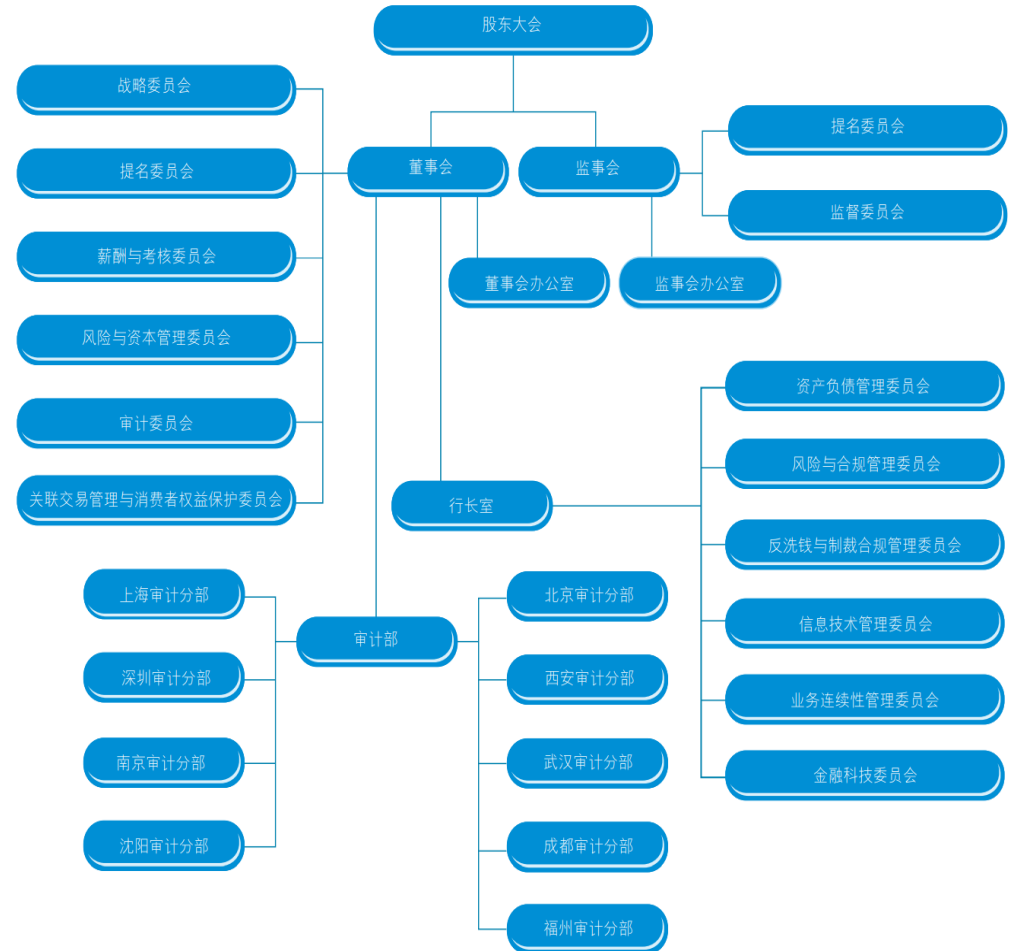 股东大会
战略委员会
提名委员会
董事会
监事会
提名委员会
监督委员会
薪酬与考核委员会
董事会办公室
监事会办公室
风险与资本管理委员会
审计委员会
关联交易管理与消费者权益保护委员会
行长室
资产负债管理委员会
风险与合规管理委员会
反洗钱与制裁合规管理委员会
信息技术管理委员会
业务连续性管理委员会
金融科技委员会
审计部
上海审计分部
深圳审计分部
南京审计分部
沈阳审计分部
北京审计分部
西安审计分部
武汉审计分部
成都审计分部
福州审计分部